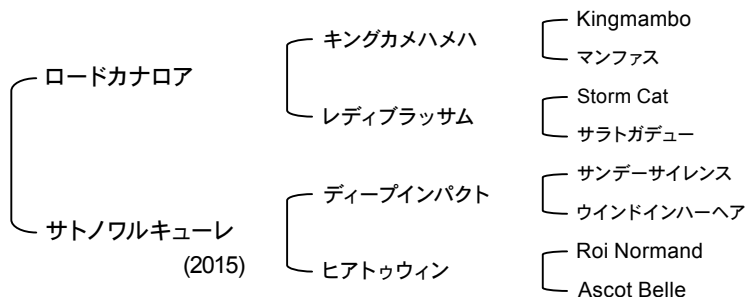 ロードカナロア
サトノワルキューレ
(2015)
キングカメハメハ
レディブラッサム
ディープインパクト
ヒアトゥウィン
Kingmambo
マンファス
Storm Cat
サラトガデュー
サンデーサイレンス
ウインドインハーヘア
Roi Normand
Ascot Belle